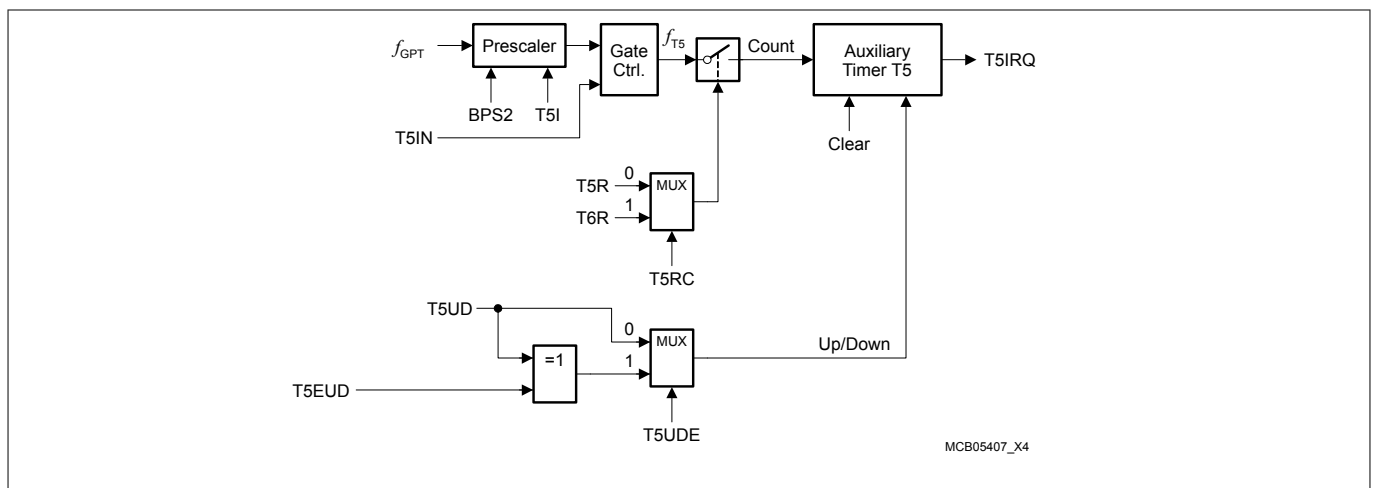 fGPT
Prescaler
BPS2
T5I
T5IN
Gate
Ctrl.
fT5
Count
Auxiliary
Timer T5
T5IRQ
Clear
T5R
0
T6R
1
MUX
T5RC
T5UD
T5EUD
=1
0
1
MUX
T5UDE
Up/Down
MCB05407_X4